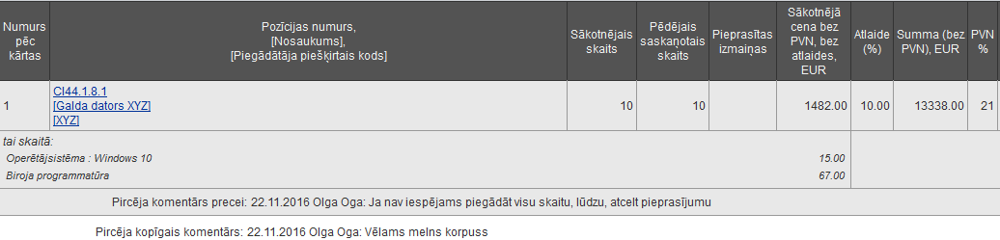 Numurs pēc kārtas
Pozīcijas numurs,
[Nosaukums],
[Piegādātāja piešķirtais kods]
Sākotnējais skaits
Pēdējais saskaņotais skaits
Pieprasītas izmaiņas
Sākotnējā cena bez PVN, bez atlaides, EUR
Atlaide (%)
Summa (bez PVN), EUR
PVN %
1
CI44.1.8.1
[Galda dators XYZ]
[XYZ]
10
10
1482.00
10.00
13338.00
21
tai skaitā:
Operētājsistēma : Windows 10 15.00
Biroja programmatūra 67.00
Pircēja komentārs precei: 22.11.2016 Olga Oga: Ja nav iespējams piegādāt visu skaitu, lūdzu, atcelt pieprasījumu
Pircēja kopīgais komentārs: 22.11.2016 Olga Oga: Vēlams melns korpuss